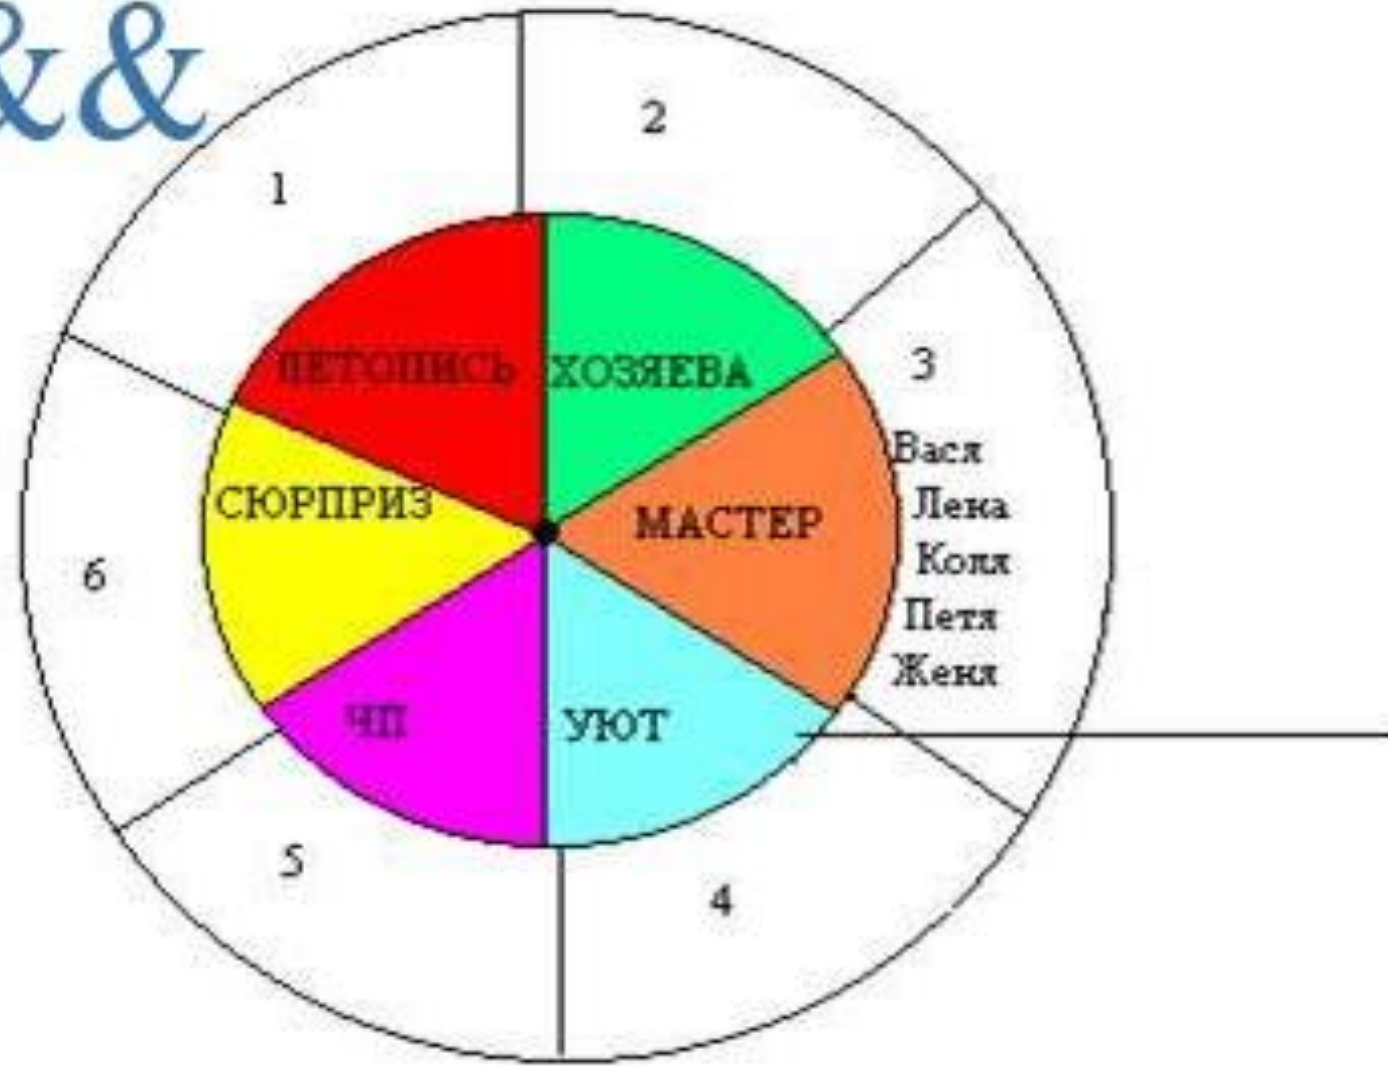 &&
2
1
ЛЕТОПИСЬ
ХОЗЯЕВА
3
Вася
Лена
Коля
Петя
Женя
СЮРПРИЗ
МАСТЕР
6
ЧП
УЮТ
5
4